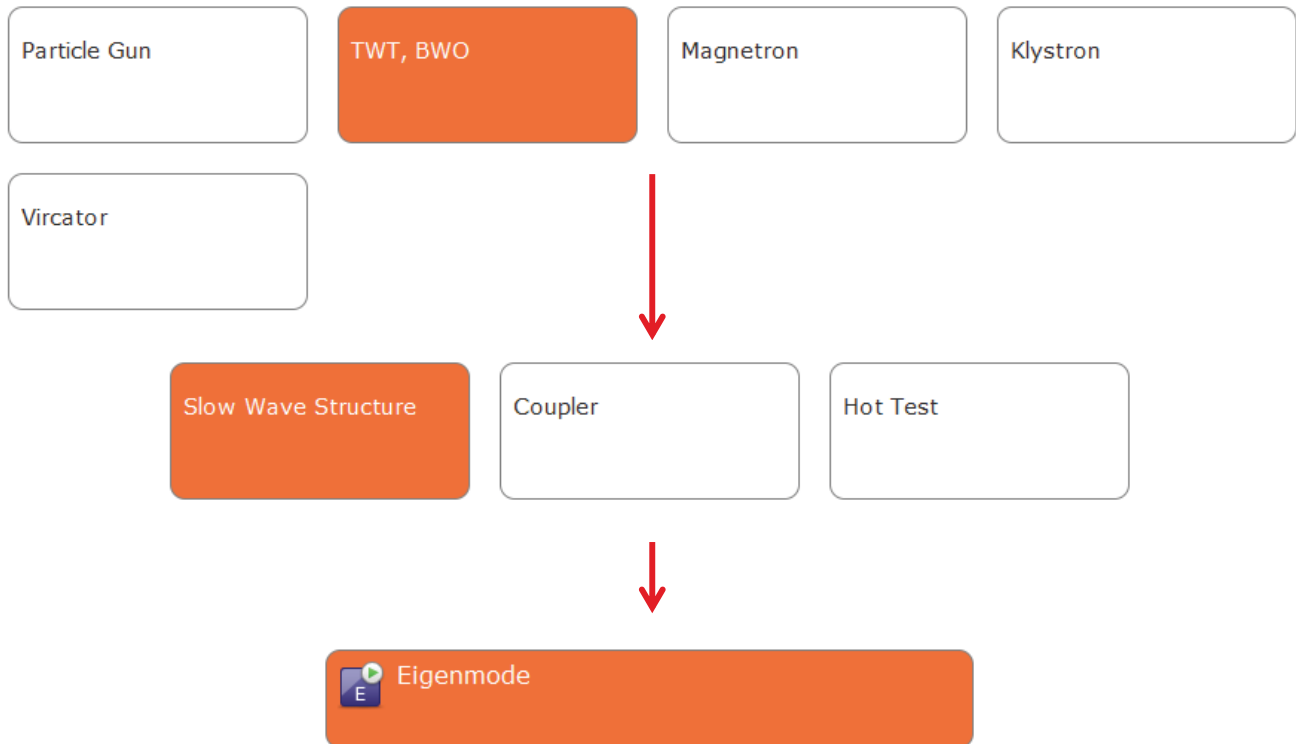 Particle Gun
TWT, BWO
Magnetron
Klystron
Vircator
Slow Wave Structure
Coupler
Hot Test
E
Eigenmode